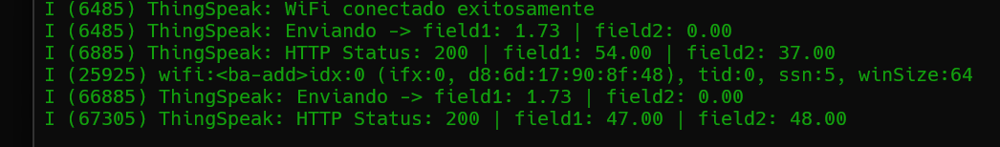 I (6485) ThingSpeak: WiFi conectado exitosamente
I (6485) ThingSpeak: Enviando -> field1: 1.73 | field2: 0.00
I (6885) ThingSpeak: HTTP Status: 200 | field1: 54.00 | field2: 37.00
I (25925) wifi:<ba-add>idx:0 (ifx:0, d8:6d:17:90:8f:48), tid:0, ssn:5, winSize:64
I (66885) ThingSpeak: Enviando -> field1: 1.73 | field2: 0.00
I (67305) ThingSpeak: HTTP Status: 200 | field1: 47.00 | field2: 48.00